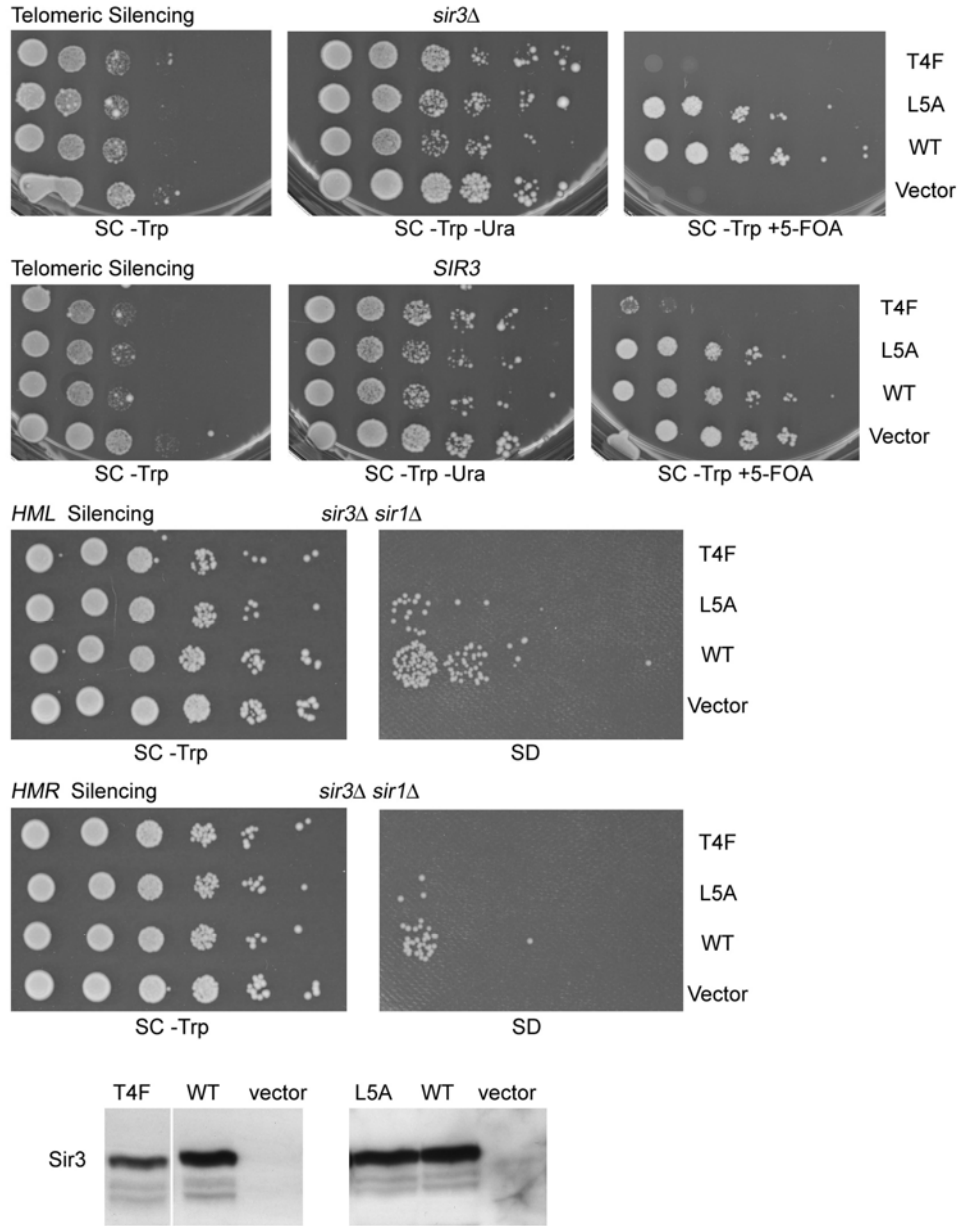 Telomeric Silencing sir3Δ
T4F
L5A
WT
Vector
SC -Trp SC -Trp -Ura SC -Trp +5-FOA
Telomeric Silencing SIR3
T4F
L5A
WT
Vector
SC -Trp SC -Trp -Ura SC -Trp +5-FOA
HML Silencing sir3Δ sir1Δ
T4F
L5A
WT
Vector
SC -Trp SD
HMR Silencing sir3Δ sir1Δ
T4F
L5A
WT
Vector
SC -Trp SD
T4F WT vector L5A WT vector
Sir3